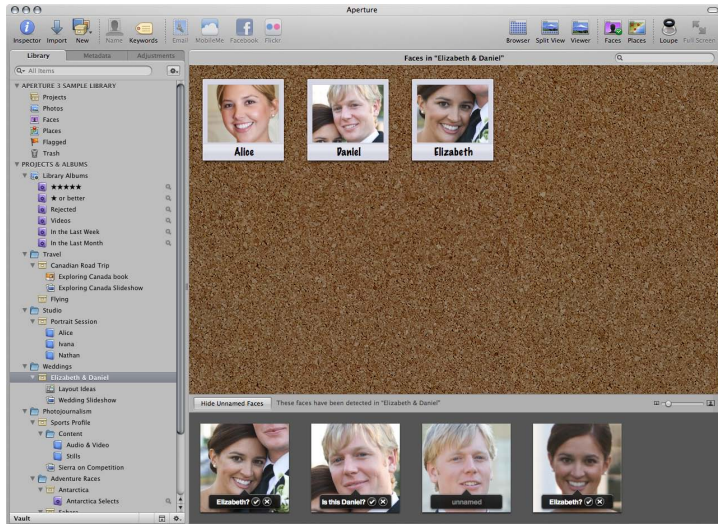 Aperture
Inspector Import New Name Keywords Email MobileMe Facebook Flickr Browser Split View Viewer Faces Places Loupe Full Screen
Library Metadata Adjustments
Faces in "Elizabeth & Daniel"
All Items
APERTURE 3 SAMPLE LIBRARY
Projects
Photos
Faces
Places
Flagged
Trash
PROJECTS & ALBUMS
Library Albums
★★★★★
★ or better
Rejected
Videos
In the Last Week
In the Last Month
Travel
Canadian Road Trip
Exploring Canada book
Exploring Canada Slideshow
Flying
Studio
Portrait Session
Alice
Ivana
Nathan
Weddings
Elizabeth & Daniel
Layout Ideas
Wedding Slideshow
Photojournalism
Sports Profile
Content
Audio & Video
Stills
Sierra on Competition
Adventure Races
Antarctica
Antarctica Selects
Vault
Alice Daniel Elizabeth
Hide Unnamed Faces These faces have been detected in "Elizabeth & Daniel"
Elizabeth? Is this Daniel? unnamed Elizabeth?